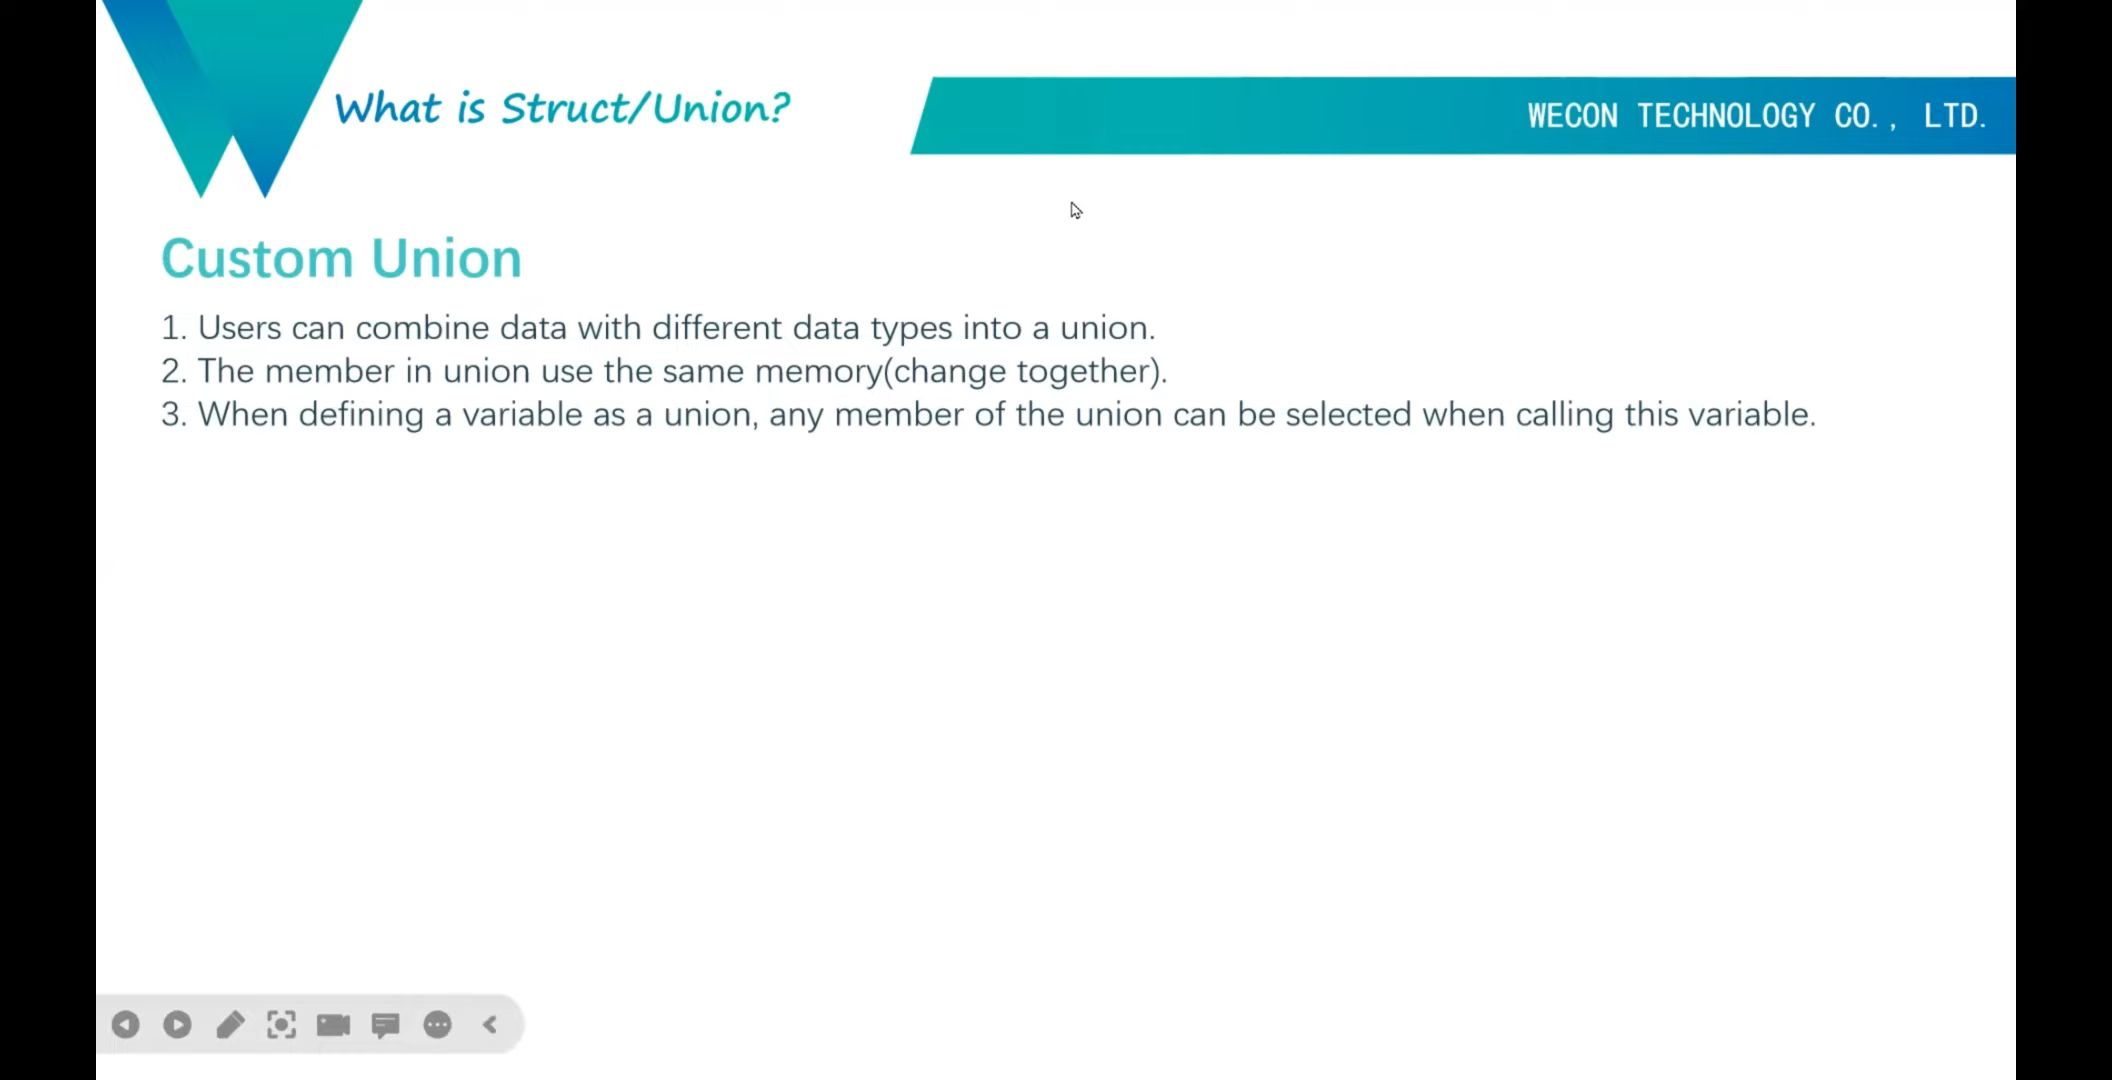 What is Struct/Union?
WECON TECHNOLOGY CO., LTD.
Custom Union
1. Users can combine data with different data types into a union.
2. The member in union use the same memory(change together).
3. When defining a variable as a union, any member of the union can be selected when calling this variable.